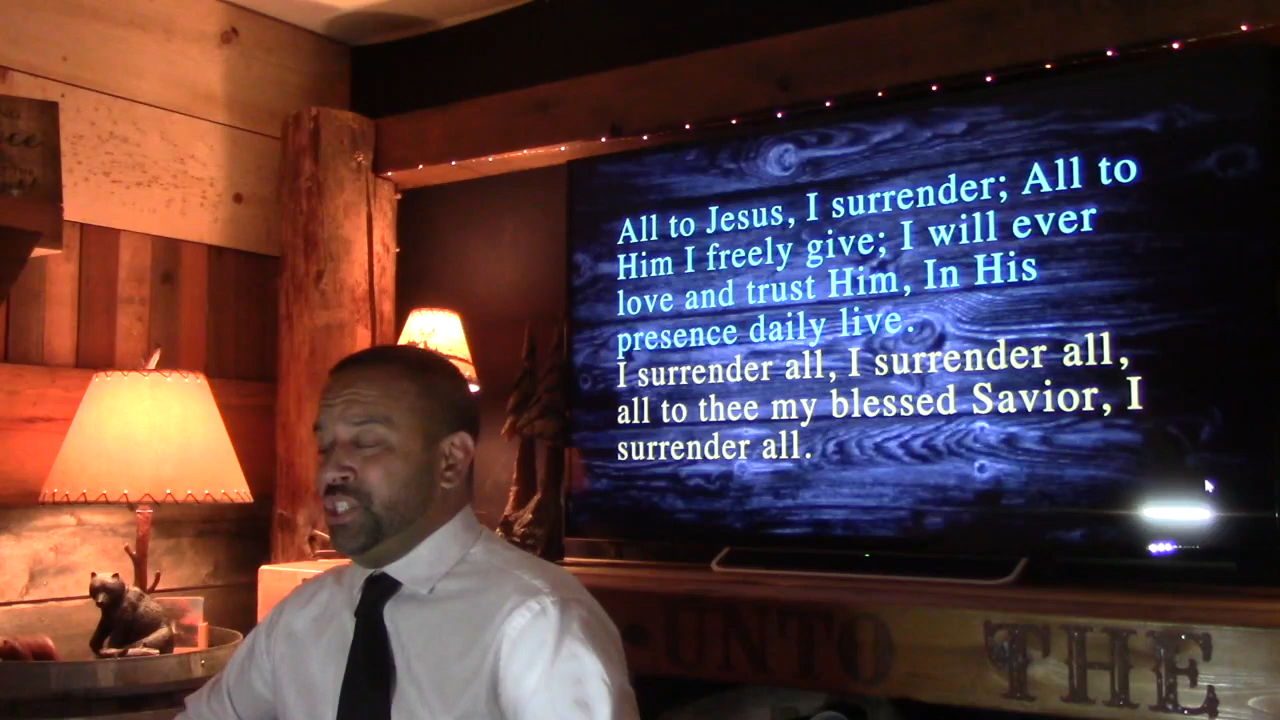 All to Jesus, I surrender; All to
Him I freely give; I will ever
love and trust Him, In His
presence daily live.
I surrender all, I surrender all,
all to thee my blessed Savior, I
surrender all.
•UNTO THE